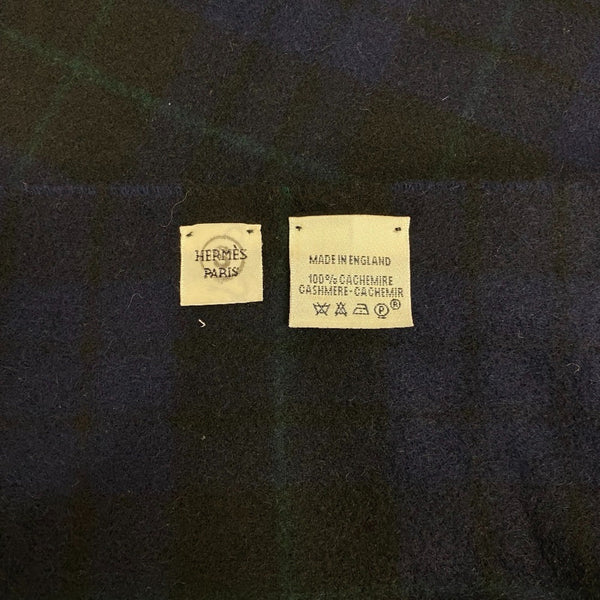 HERMÈS
PARIS
MADE IN ENGLAND
100% CACHEMIRE
CASHMERE-CACHEMIR
P ®